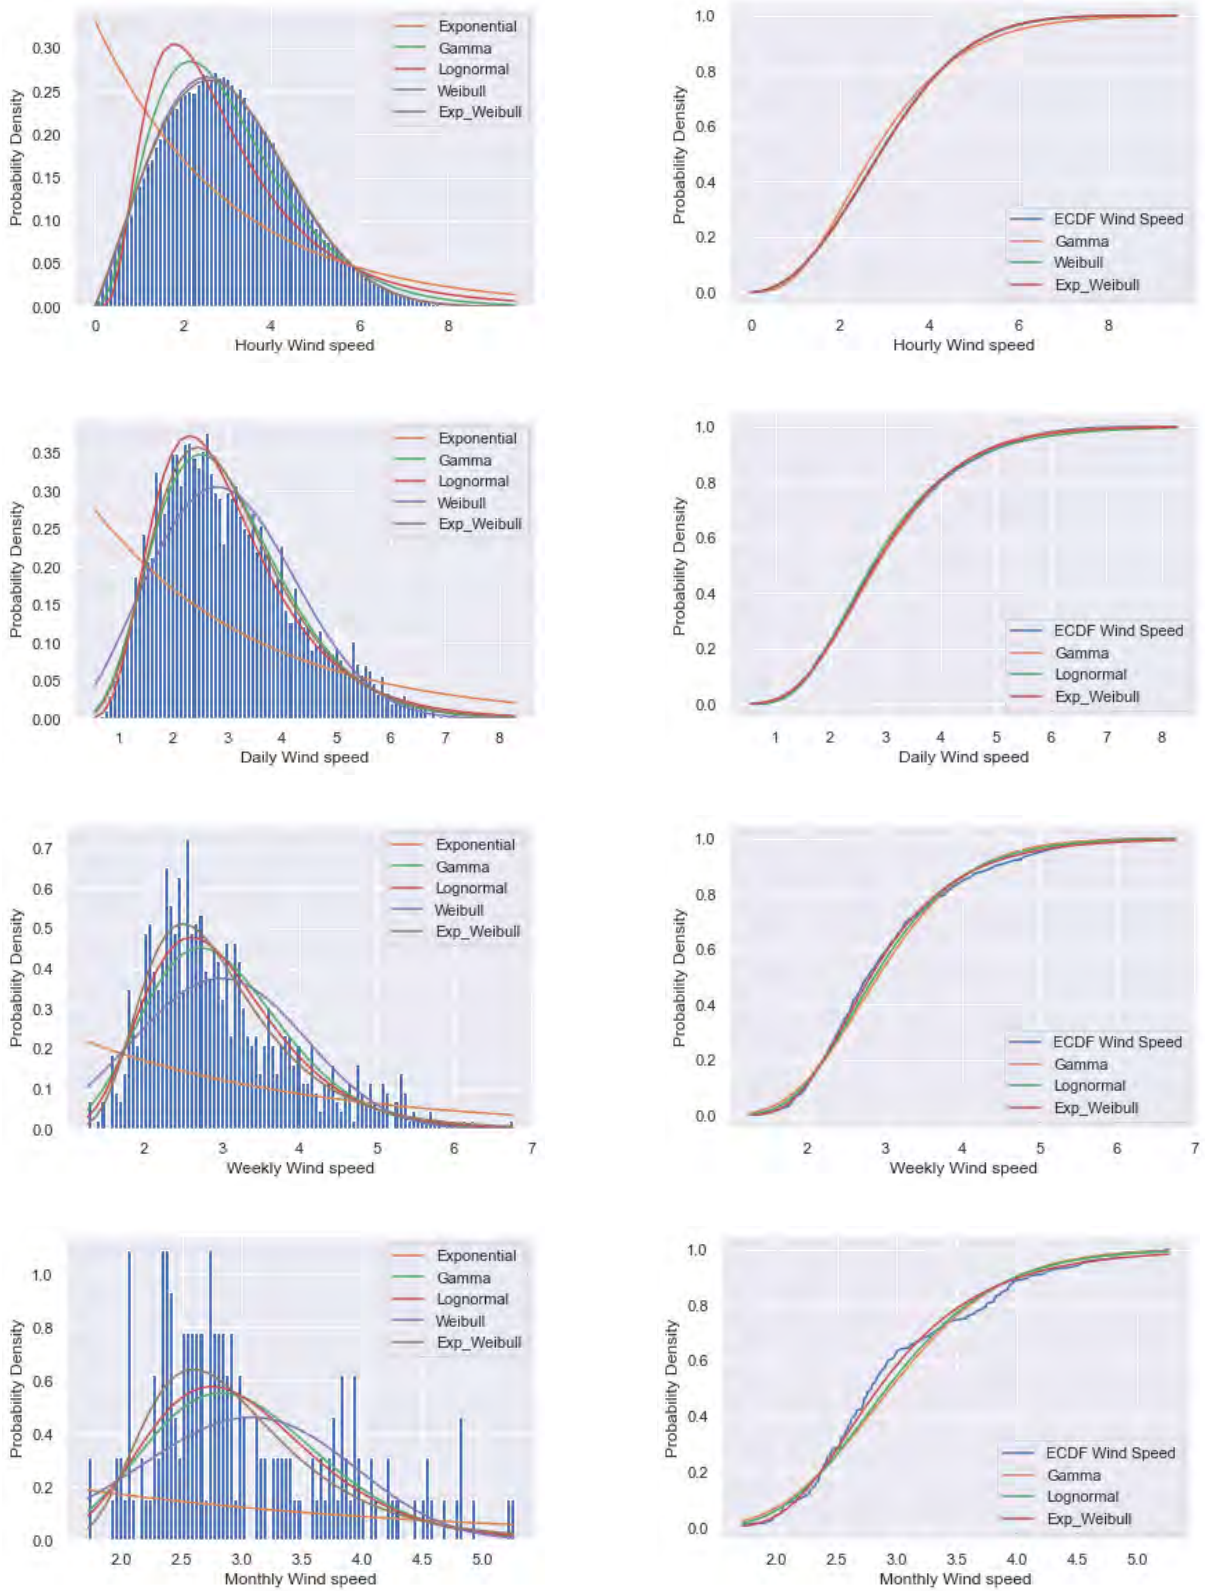 Probability Density
0.30
0.25
0.20
0.15
0.10
0.05
0.00
Exponential
Gamma
Lognormal
Weibull
Exp_Weibull
0 2 4 6 8
Hourly Wind speed
Probability Density
1.0
0.8
0.6
0.4
0.2
0.0
ECDF Wind Speed
Gamma
Weibull
Exp_Weibull
0 2 4 6 8
Hourly Wind speed
Probability Density
0.35
0.30
0.25
0.20
0.15
0.10
0.05
0.00
Exponential
Gamma
Lognormal
Weibull
Exp_Weibull
1 2 3 4 5 6 7 8
Daily Wind speed
Probability Density
1.0
0.8
0.6
0.4
0.2
0.0
ECDF Wind Speed
Gamma
Lognormal
Exp_Weibull
1 2 3 4 5 6 7 8
Daily Wind speed
Probability Density
0.7
0.6
0.5
0.4
0.3
0.2
0.1
0.0
Exponential
Gamma
Lognormal
Weibull
Exp_Weibull
2 3 4 5 6 7
Weekly Wind speed
Probability Density
1.0
0.8
0.6
0.4
0.2
0.0
ECDF Wind Speed
Gamma
Lognormal
Exp_Weibull
2 3 4 5 6 7
Weekly Wind speed
Probability Density
1.0
0.8
0.6
0.4
0.2
0.0
Exponential
Gamma
Lognormal
Weibull
Exp_Weibull
2.0 2.5 3.0 3.5 4.0 4.5 5.0
Monthly Wind speed
Probability Density
1.0
0.8
0.6
0.4
0.2
0.0
ECDF Wind Speed
Gamma
Lognormal
Exp_Weibull
2.0 2.5 3.0 3.5 4.0 4.5 5.0
Monthly Wind speed